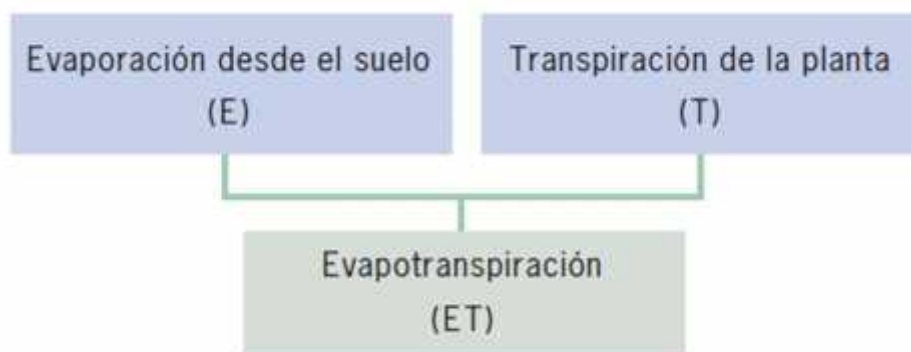 Evaporación desde el suelo
(E)
Transpiración de la planta
(T)
Evapotranspiración
(ET)